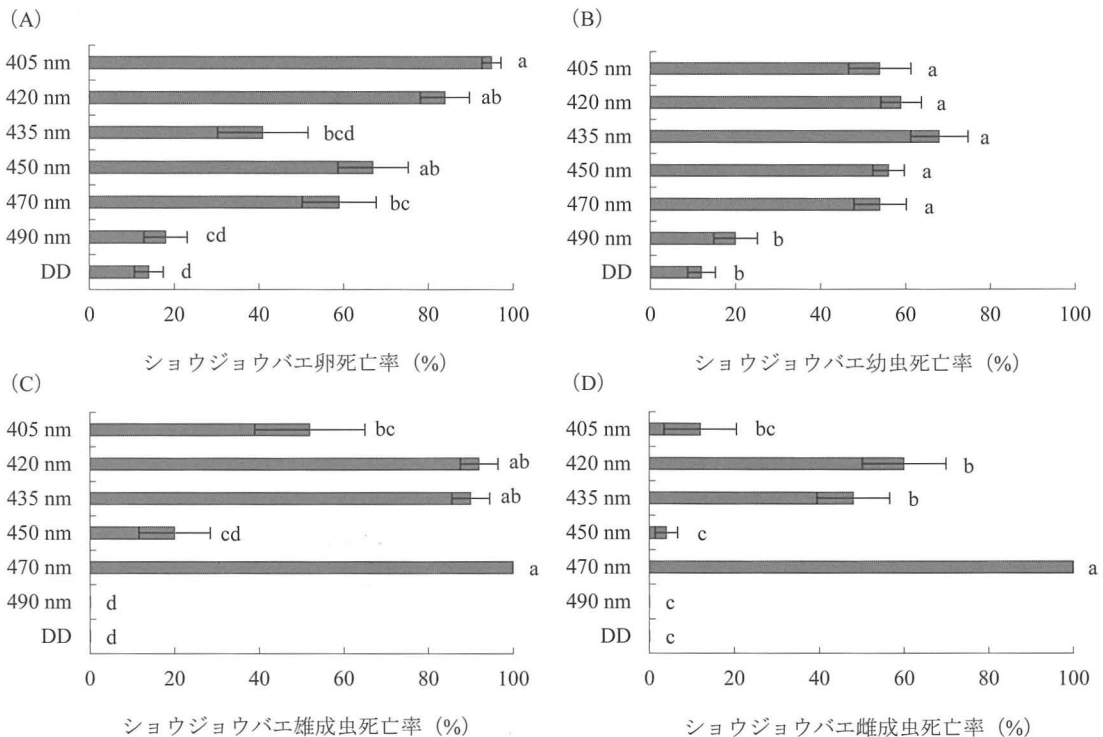 (A)
405 nm a
420 nm ab
435 nm bcd
450 nm ab
470 nm bc
490 nm cd
DD d
0 20 40 60 80 100
ショウジョウバエ卵死亡率 (%)
(B)
405 nm a
420 nm a
435 nm a
450 nm a
470 nm a
490 nm b
DD b
0 20 40 60 80 100
ショウジョウバエ幼虫死亡率 (%)
(C)
405 nm bc
420 nm ab
435 nm ab
450 nm cd
470 nm a
490 nm d
DD d
0 20 40 60 80 100
ショウジョウバエ雄成虫死亡率 (%)
(D)
405 nm bc
420 nm b
435 nm b
450 nm c
470 nm a
490 nm c
DD c
0 20 40 60 80 100
ショウジョウバエ雌成虫死亡率 (%)